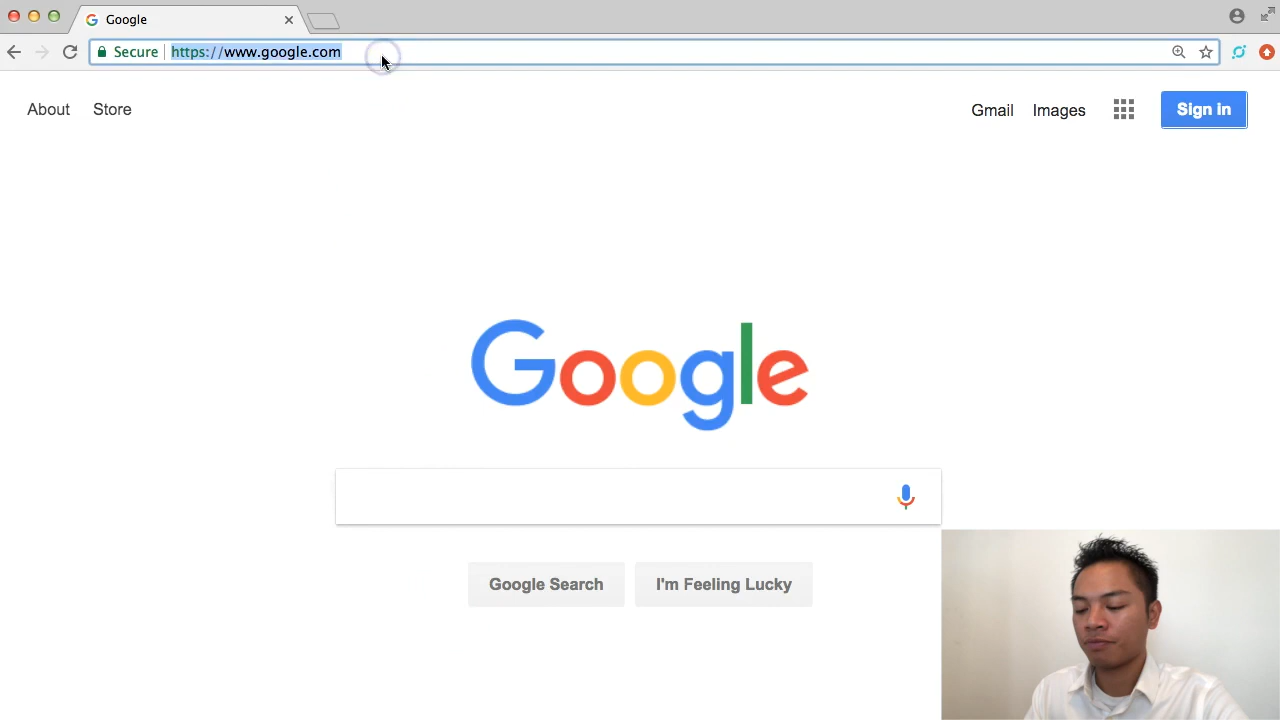 Google
Secure https://www.google.com
About Store
Gmail Images Sign in
Google
Google Search I'm Feeling Lucky